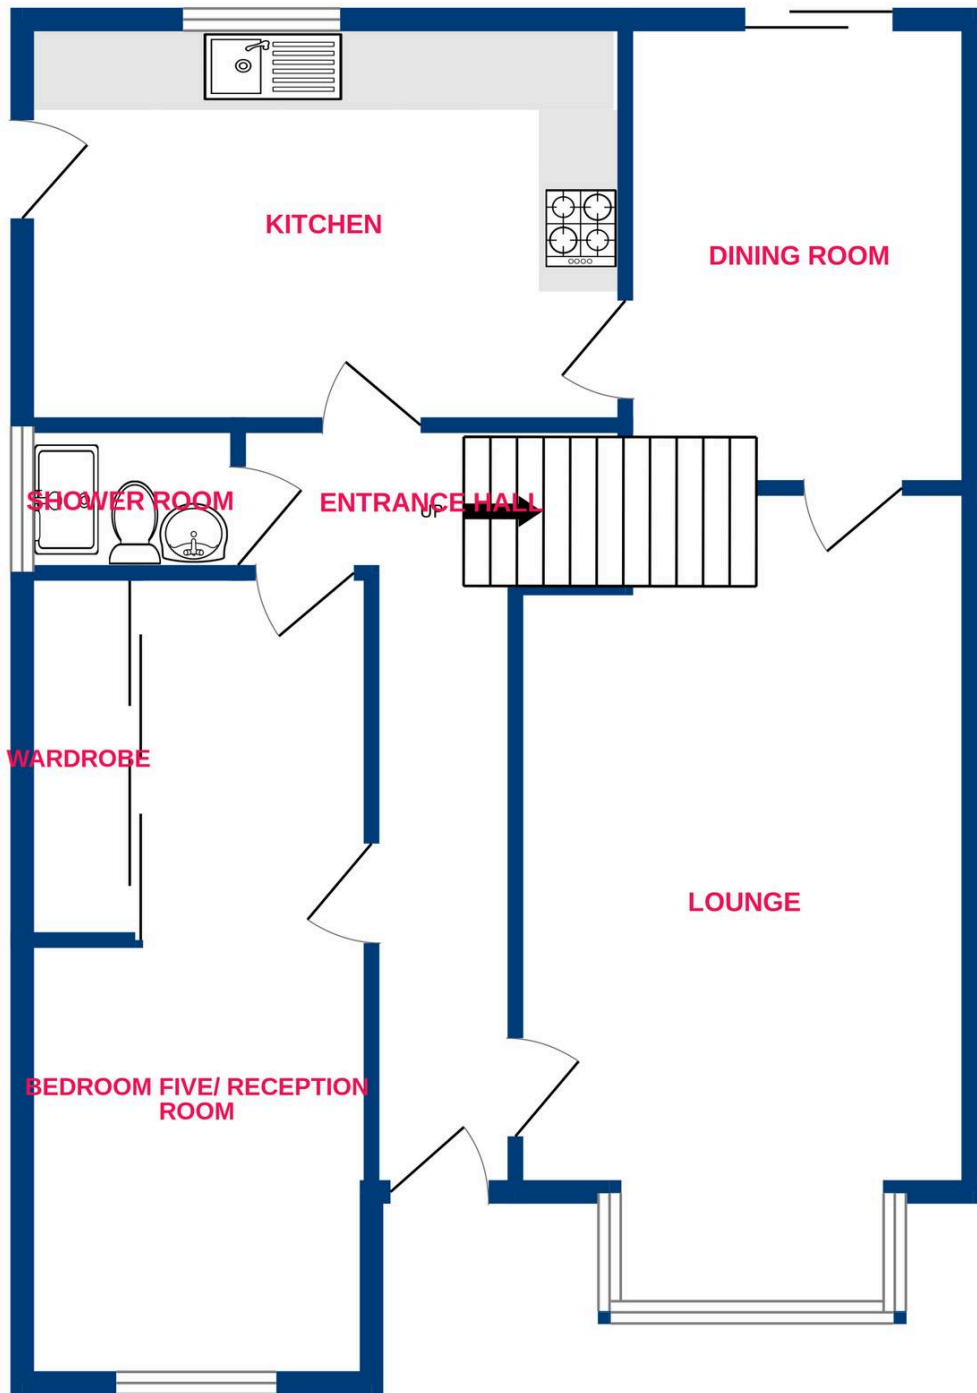 KITCHEN
DINING ROOM
SHOWER ROOM
ENTRANCE HALL
UP
WARDROBE
LOUNGE
BEDROOM FIVE/ RECEPTION
ROOM